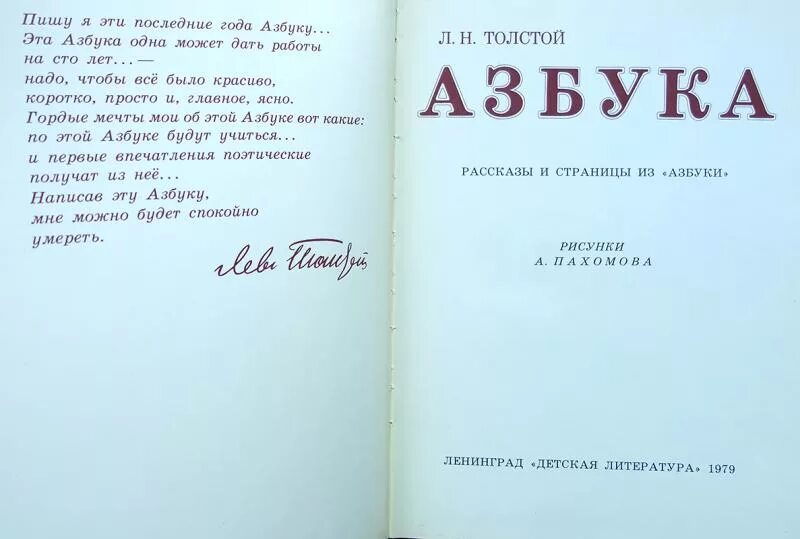 Пишу я эти последние года Азбуку...
Эта Азбука одна может дать работы
на сто лет... —
надо, чтобы всё было красиво,
коротко, просто и, главное, ясно.
Гордые мечты мои об этой Азбуке вот какие:
по этой Азбуке будут учиться...
и первые впечатления поэтические
получат из неё...
Написав эту Азбуку,
мне можно будет спокойно
умереть.
Лев Толстой
Л. Н. ТОЛСТОЙ
АЗБУКА
РАССКАЗЫ И СТРАНИЦЫ ИЗ «АЗБУКИ»
РИСУНКИ
А. ПАХОМОВА
ЛЕНИНГРАД «ДЕТСКАЯ ЛИТЕРАТУРА» 1979